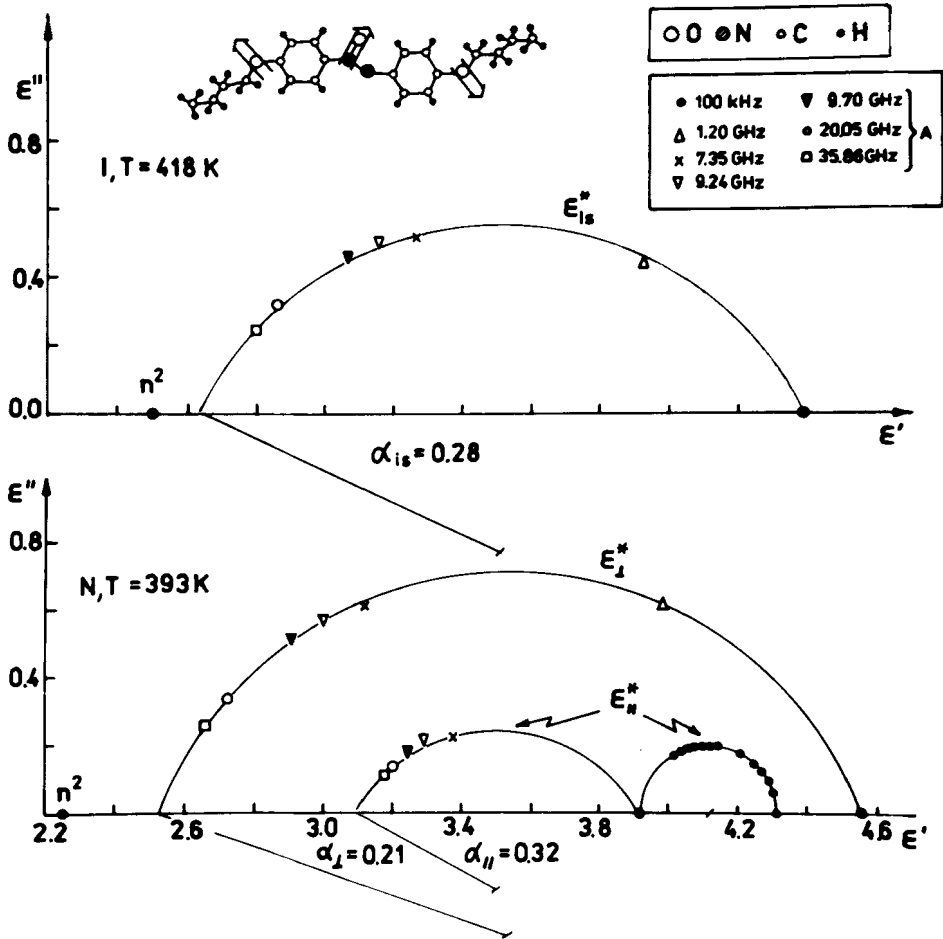 ε''
0.8
0.4
0.0
I, T = 418 K
O N C H
100 kHz
1.20 GHz
7.35 GHz
9.24 GHz
9.70 GHz
20.05 GHz
35.86 GHz
A
ε*is
n²
ε'
αis = 0.28
ε''
0.8
0.4
N, T = 393 K
ε*⊥
ε*॥
n²
2.2 2.6 3.0 3.4 3.8 4.2 4.6 ε'
α⊥ = 0.21
α|| = 0.32